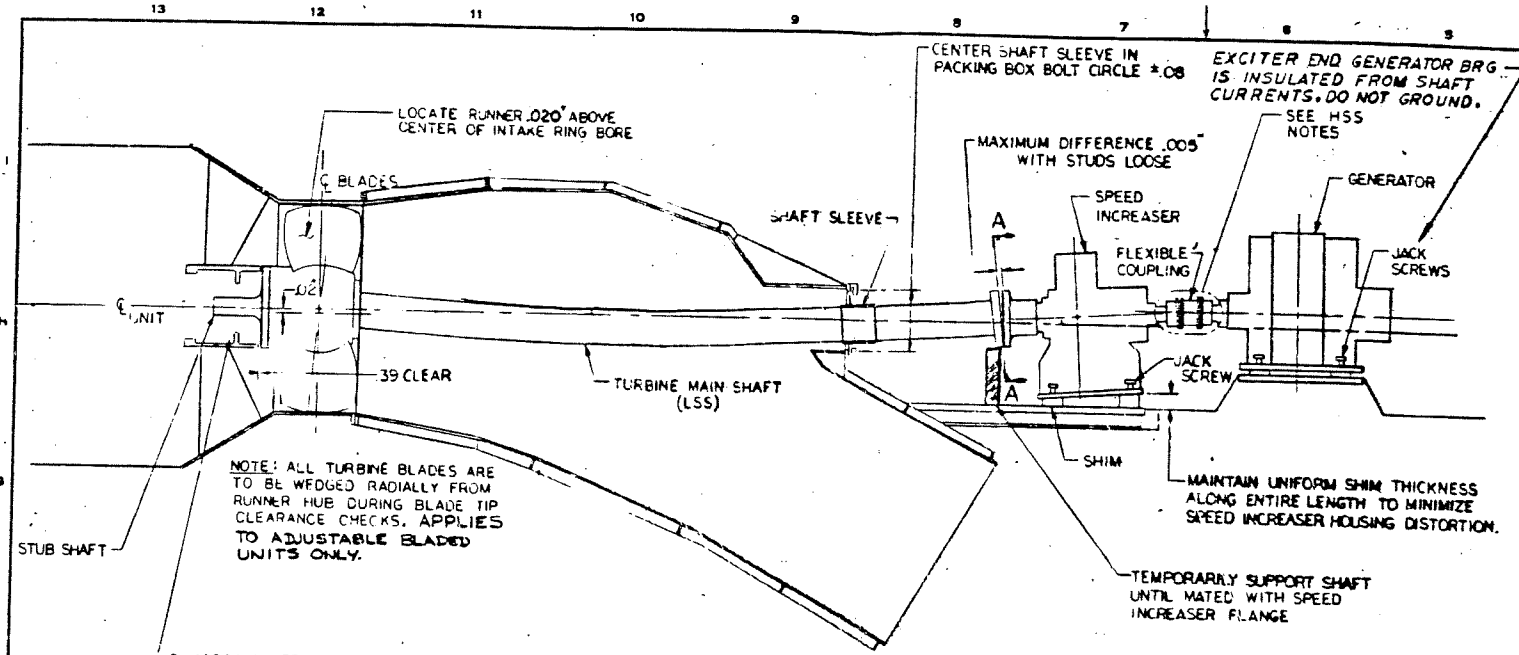 13 12 11 10 9 8 7 6 5
CENTER SHAFT SLEEVE IN
PACKING BOX BOLT CIRCLE ±.08
EXCITER END GENERATOR BRG
IS INSULATED FROM SHAFT
CURRENTS. DO NOT GROUND.
SEE HSS
NOTES
LOCATE RUNNER .020" ABOVE
CENTER OF INTAKE RING BORE
MAXIMUM DIFFERENCE .005"
WITH STUDS LOOSE
℄ BLADES
GENERATOR
SPEED
INCREASER
SHAFT SLEEVE
A
FLEXIBLE
COUPLING
JACK
SCREWS
.02"
℄ UNIT
39 CLEAR
TURBINE MAIN SHAFT
(LSS)
A
JACK
SCREW
SHIM
NOTE: ALL TURBINE BLADES ARE
TO BE WEDGED RADIALLY FROM
RUNNER HUB DURING BLADE TIP
CLEARANCE CHECKS. APPLIES
TO ADJUSTABLE BLADED
UNITS ONLY.
MAINTAIN UNIFORM SHIM THICKNESS
ALONG ENTIRE LENGTH TO MINIMIZE
SPEED INCREASER HOUSING DISTORTION.
STUB SHAFT
TEMPORARILY SUPPORT SHAFT
UNTIL MATED WITH SPEED
INCREASER FLANGE